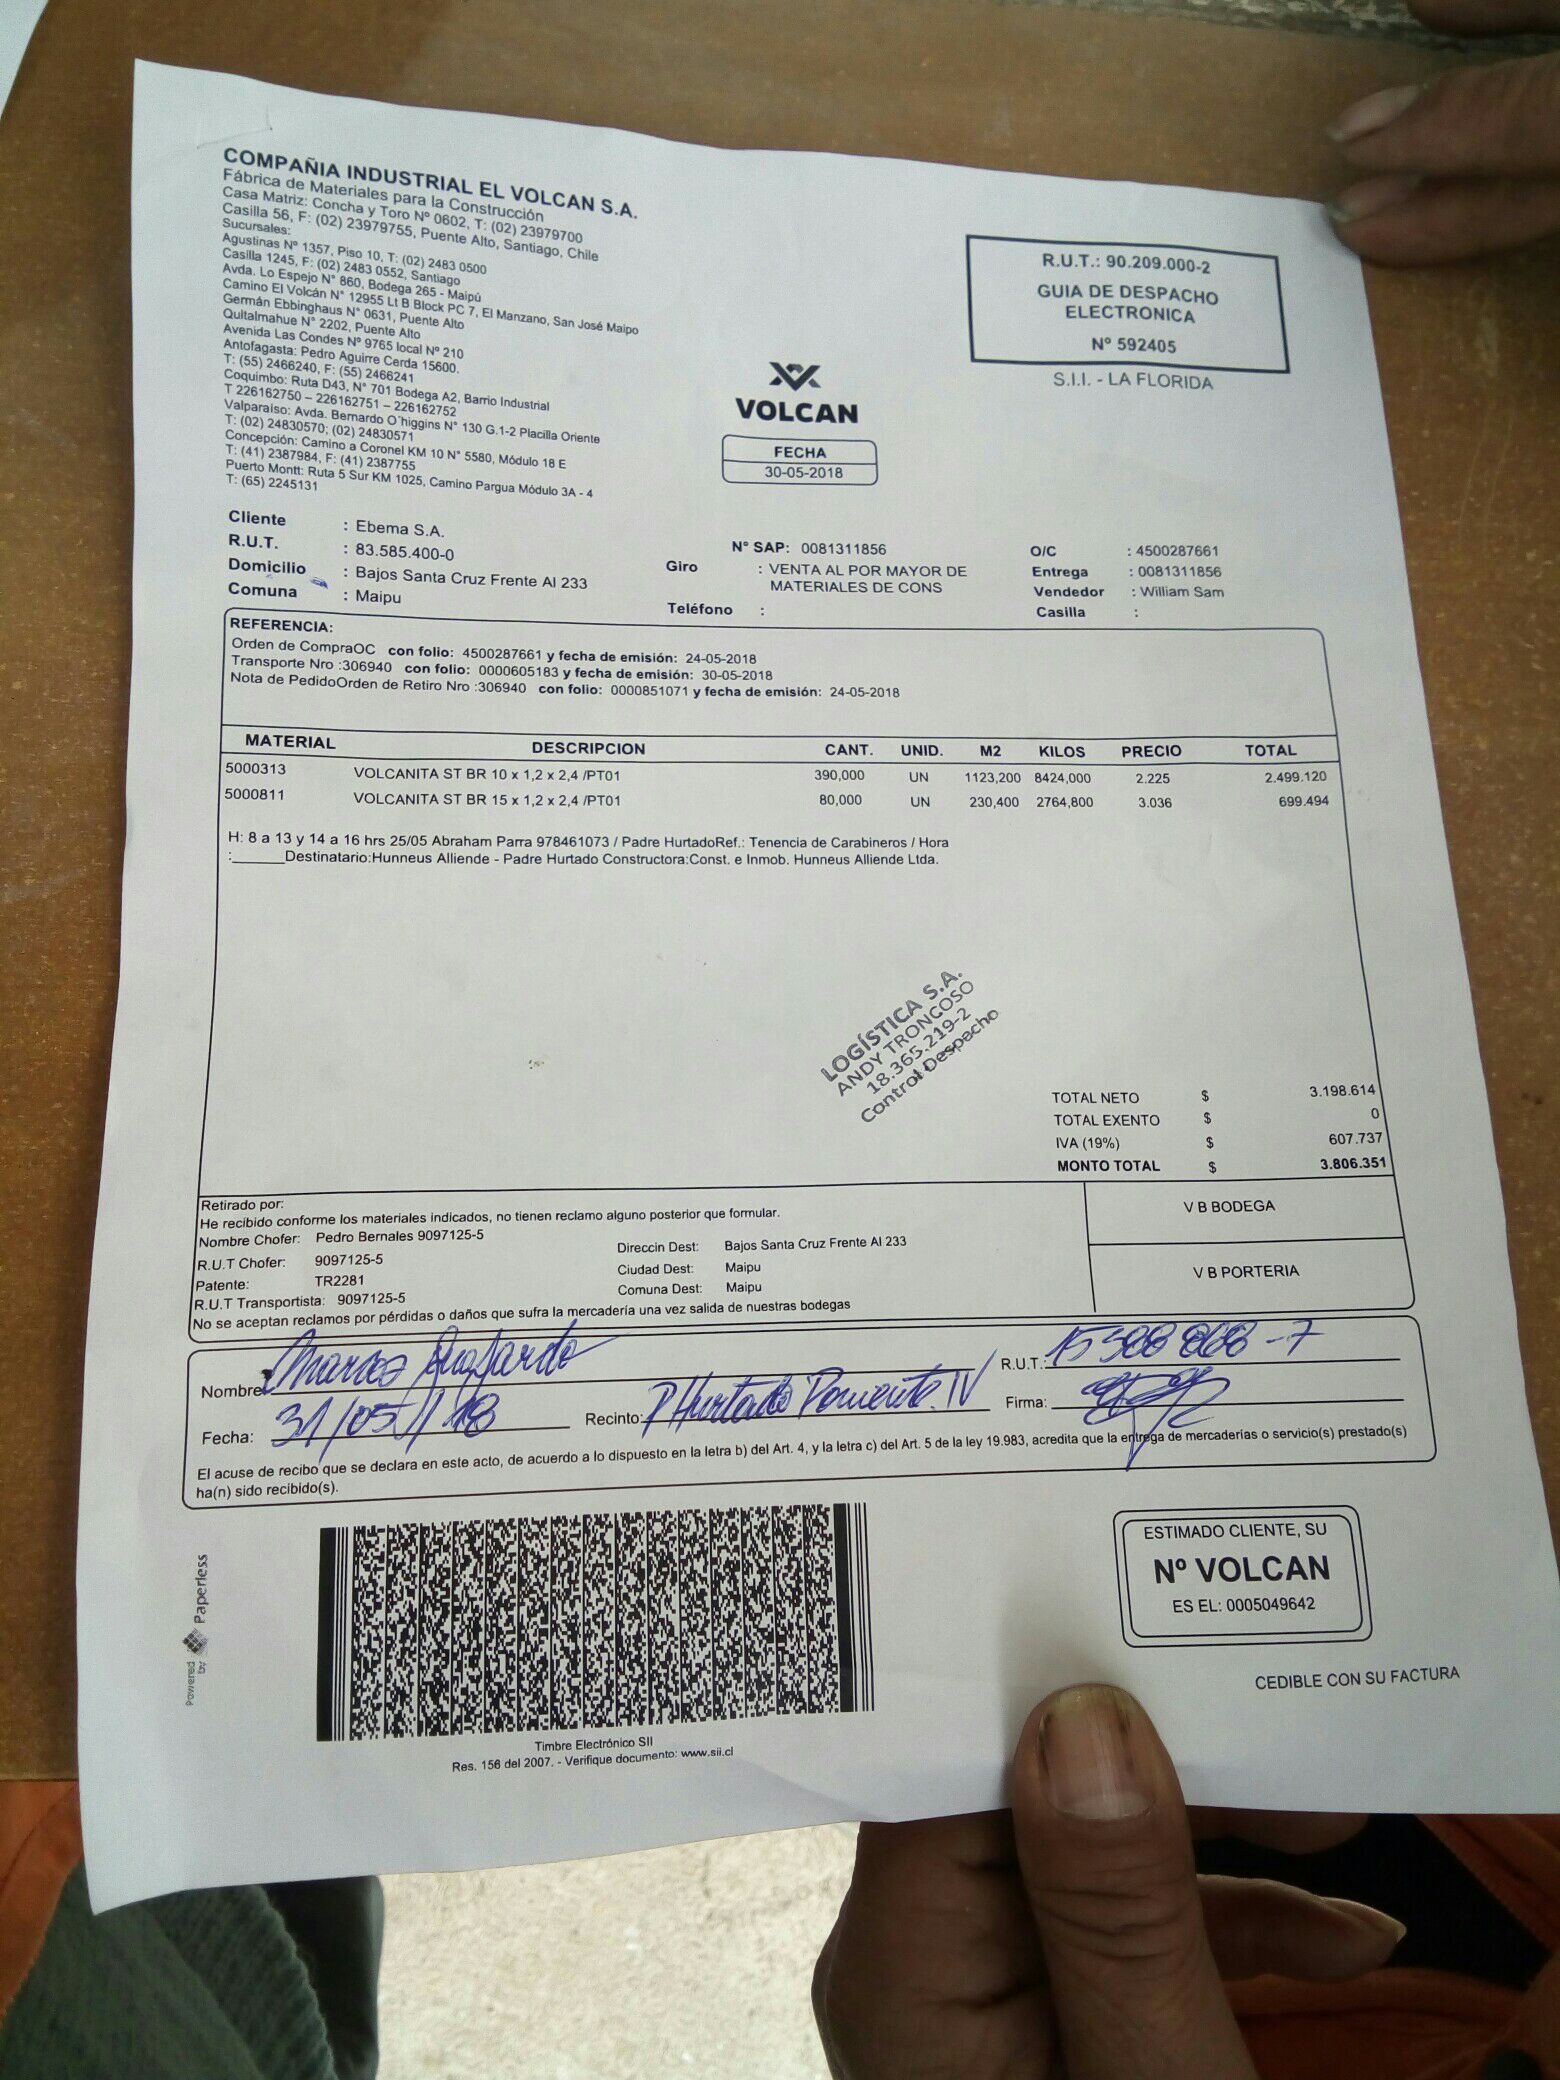 COMPAÑIA INDUSTRIAL EL VOLCAN S.A.
Fábrica de Materiales para la Construcción
Casa Matriz: Concha y Toro Nº 0602, T: (02) 23979700
Casilla 56, F: (02) 23979755, Puente Alto, Santiago, Chile
Sucursales:
Agustinas Nº 1357, Piso 10, T: (02) 2483 0500
Casilla 1245, F: (02) 2483 0552, Santiago
Avda. Lo Espejo N° 860, Bodega 265 - Maipú
Camino El Volcán N° 12955 Lt B Block PC 7, El Manzano, San José Maipo
Germán Ebbinghaus N° 0631, Puente Alto
Quitalmahue N° 2202, Puente Alto
Avenida Las Condes Nº 9765 local Nº 210
Antofagasta: Pedro Aguirre Cerda 15600.
T: (55) 2466240, F: (55) 2466241
Coquimbo: Ruta D43, N° 701 Bodega A2, Barrio Industrial
T 226162750 – 226162751 – 226162752
Valparaíso: Avda. Bernardo O´higgins N° 130 G.1-2 Placilla Oriente
T: (02) 24830570; (02) 24830571
Concepción: Camino a Coronel KM 10 N° 5580, Módulo 18 E
T: (41) 2387984, F: (41) 2387755
Puerto Montt: Ruta 5 Sur KM 1025, Camino Pargua Módulo 3A - 4
T: (65) 2245131
VOLCAN
FECHA
30-05-2018
R.U.T.: 90.209.000-2
GUIA DE DESPACHO
ELECTRONICA
Nº 592405
S.I.I. - LA FLORIDA
Cliente : Ebema S.A.
R.U.T. : 83.585.400-0
Domicilio : Bajos Santa Cruz Frente Al 233
Comuna : Maipu
N° SAP: 0081311856
Giro : VENTA AL POR MAYOR DE
MATERIALES DE CONS
Teléfono :
O/C : 4500287661
Entrega : 0081311856
Vendedor : William Sam
Casilla :
REFERENCIA:
Orden de CompraOC con folio: 4500287661 y fecha de emisión: 24-05-2018
Transporte Nro :306940 con folio: 0000605183 y fecha de emisión: 30-05-2018
Nota de PedidoOrden de Retiro Nro :306940 con folio: 0000851071 y fecha de emisión: 24-05-2018
MATERIAL DESCRIPCION CANT. UNID. M2 KILOS PRECIO TOTAL
5000313 VOLCANITA ST BR 10 x 1,2 x 2,4 /PT01 390,000 UN 1123,200 8424,000 2.225 2.499.120
5000811 VOLCANITA ST BR 15 x 1,2 x 2,4 /PT01 80,000 UN 230,400 2764,800 3.036 699.494
H: 8 a 13 y 14 a 16 hrs 25/05 Abraham Parra 978461073 / Padre HurtadoRef.: Tenencia de Carabineros / Hora
:______Destinatario:Hunneus Alliende - Padre Hurtado Constructora:Const. e Inmob. Hunneus Alliende Ltda.
LOGÍSTICA S.A.
ANDY TRONCOSO
18.365.219-2
Control Despacho
TOTAL NETO $ 3.198.614
TOTAL EXENTO $ 0
IVA (19%) $ 607.737
MONTO TOTAL $ 3.806.351
Retirado por:
He recibido conforme los materiales indicados, no tienen reclamo alguno posterior que formular.
Nombre Chofer: Pedro Bernales 9097125-5
R.U.T Chofer: 9097125-5
Patente: TR2281
R.U.T Transportista: 9097125-5
Direccin Dest: Bajos Santa Cruz Frente Al 233
Ciudad Dest: Maipu
Comuna Dest: Maipu
No se aceptan reclamos por pérdidas o daños que sufra la mercadería una vez salida de nuestras bodegas
V B BODEGA
V B PORTERIA
Nombre: Marcos
R.U.T.:
Fecha: 31/05/18
Recinto: P Hurtado Poniente IV
Firma:
El acuse de recibo que se declara en este acto, de acuerdo a lo dispuesto en la letra b) del Art. 4, y la letra c) del Art. 5 de la ley 19.983, acredita que la entrega de mercaderías o servicio(s) prestado(s)
ha(n) sido recibido(s).
Powered by Paperless
Timbre Electrónico SII
Res. 156 del 2007. - Verifique documento: www.sii.cl
ESTIMADO CLIENTE, SU
Nº VOLCAN
ES EL: 0005049642
CEDIBLE CON SU FACTURA